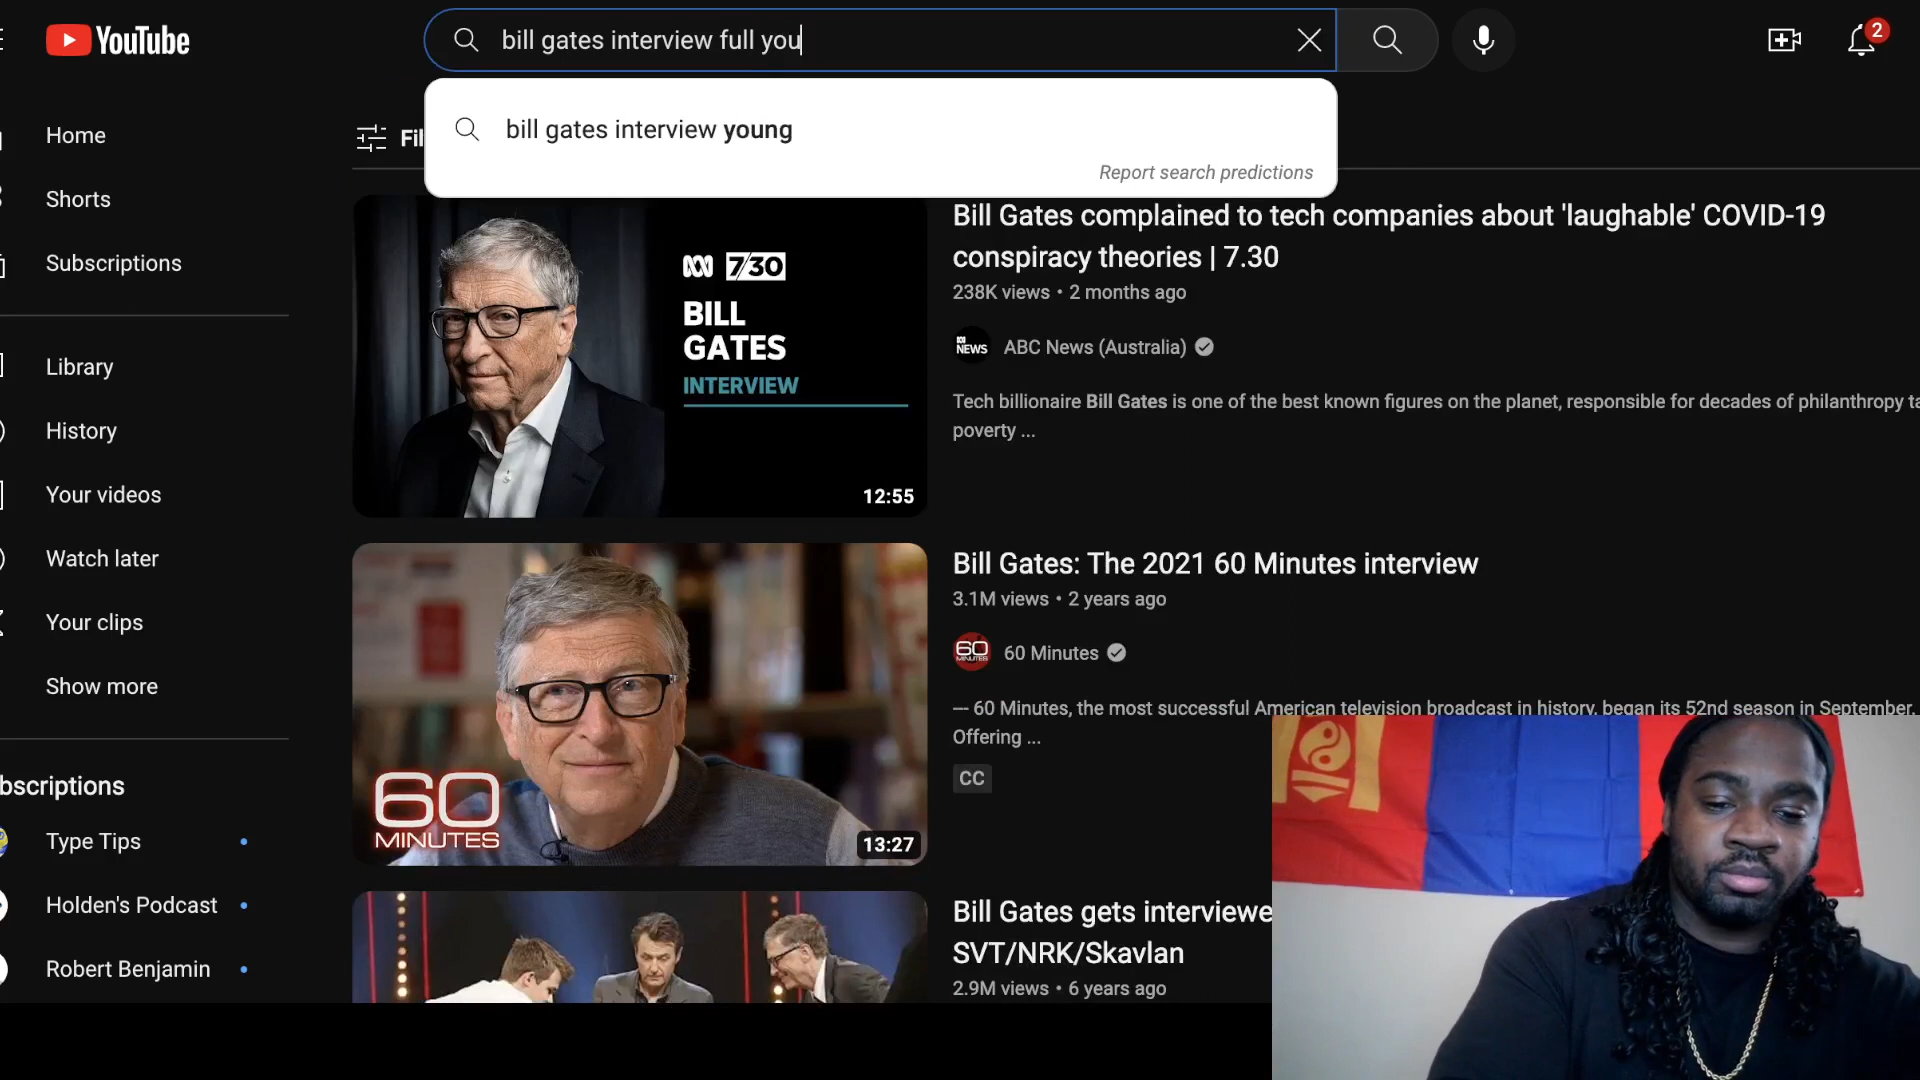 YouTube
bill gates interview full you
2
bill gates interview young
Report search predictions
Home
Shorts
Subscriptions
Library
History
Your videos
Watch later
Your clips
Show more
bscriptions
Type Tips
Holden's Podcast
Robert Benjamin
Fil
7/30
BILL
GATES
INTERVIEW
12:55
Bill Gates complained to tech companies about 'laughable' COVID-19
conspiracy theories | 7.30
238K views • 2 months ago
NEWS
ABC News (Australia)
Tech billionaire Bill Gates is one of the best known figures on the planet, responsible for decades of philanthropy ta
poverty ...
60
MINUTES
13:27
Bill Gates: The 2021 60 Minutes interview
3.1M views • 2 years ago
60
MINUTES
60 Minutes
— 60 Minutes, the most successful American television broadcast in history, began its 52nd season in September.
Offering ...
CC
Bill Gates gets interviewe
SVT/NRK/Skavlan
2.9M views • 6 years ago